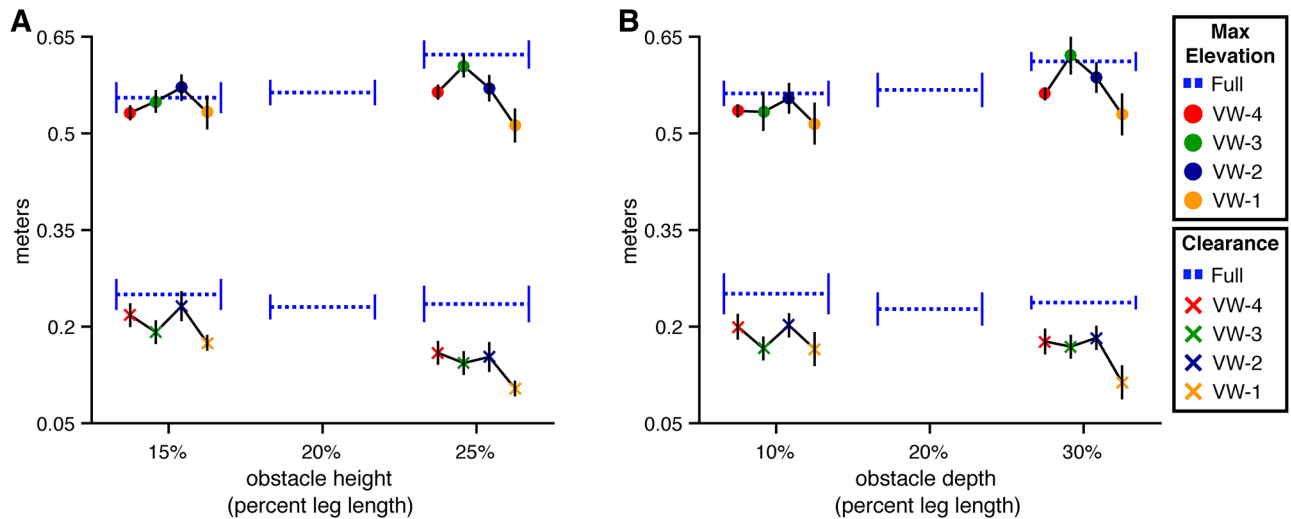 A
0.65
0.5
0.35
0.2
0.05
meters
15%
20%
25%
obstacle height
(percent leg length)
B
0.65
0.5
0.35
0.2
0.05
meters
10%
20%
30%
obstacle depth
(percent leg length)
Max
Elevation
Full
VW-4
VW-3
VW-2
VW-1
Clearance
Full
VW-4
VW-3
VW-2
VW-1